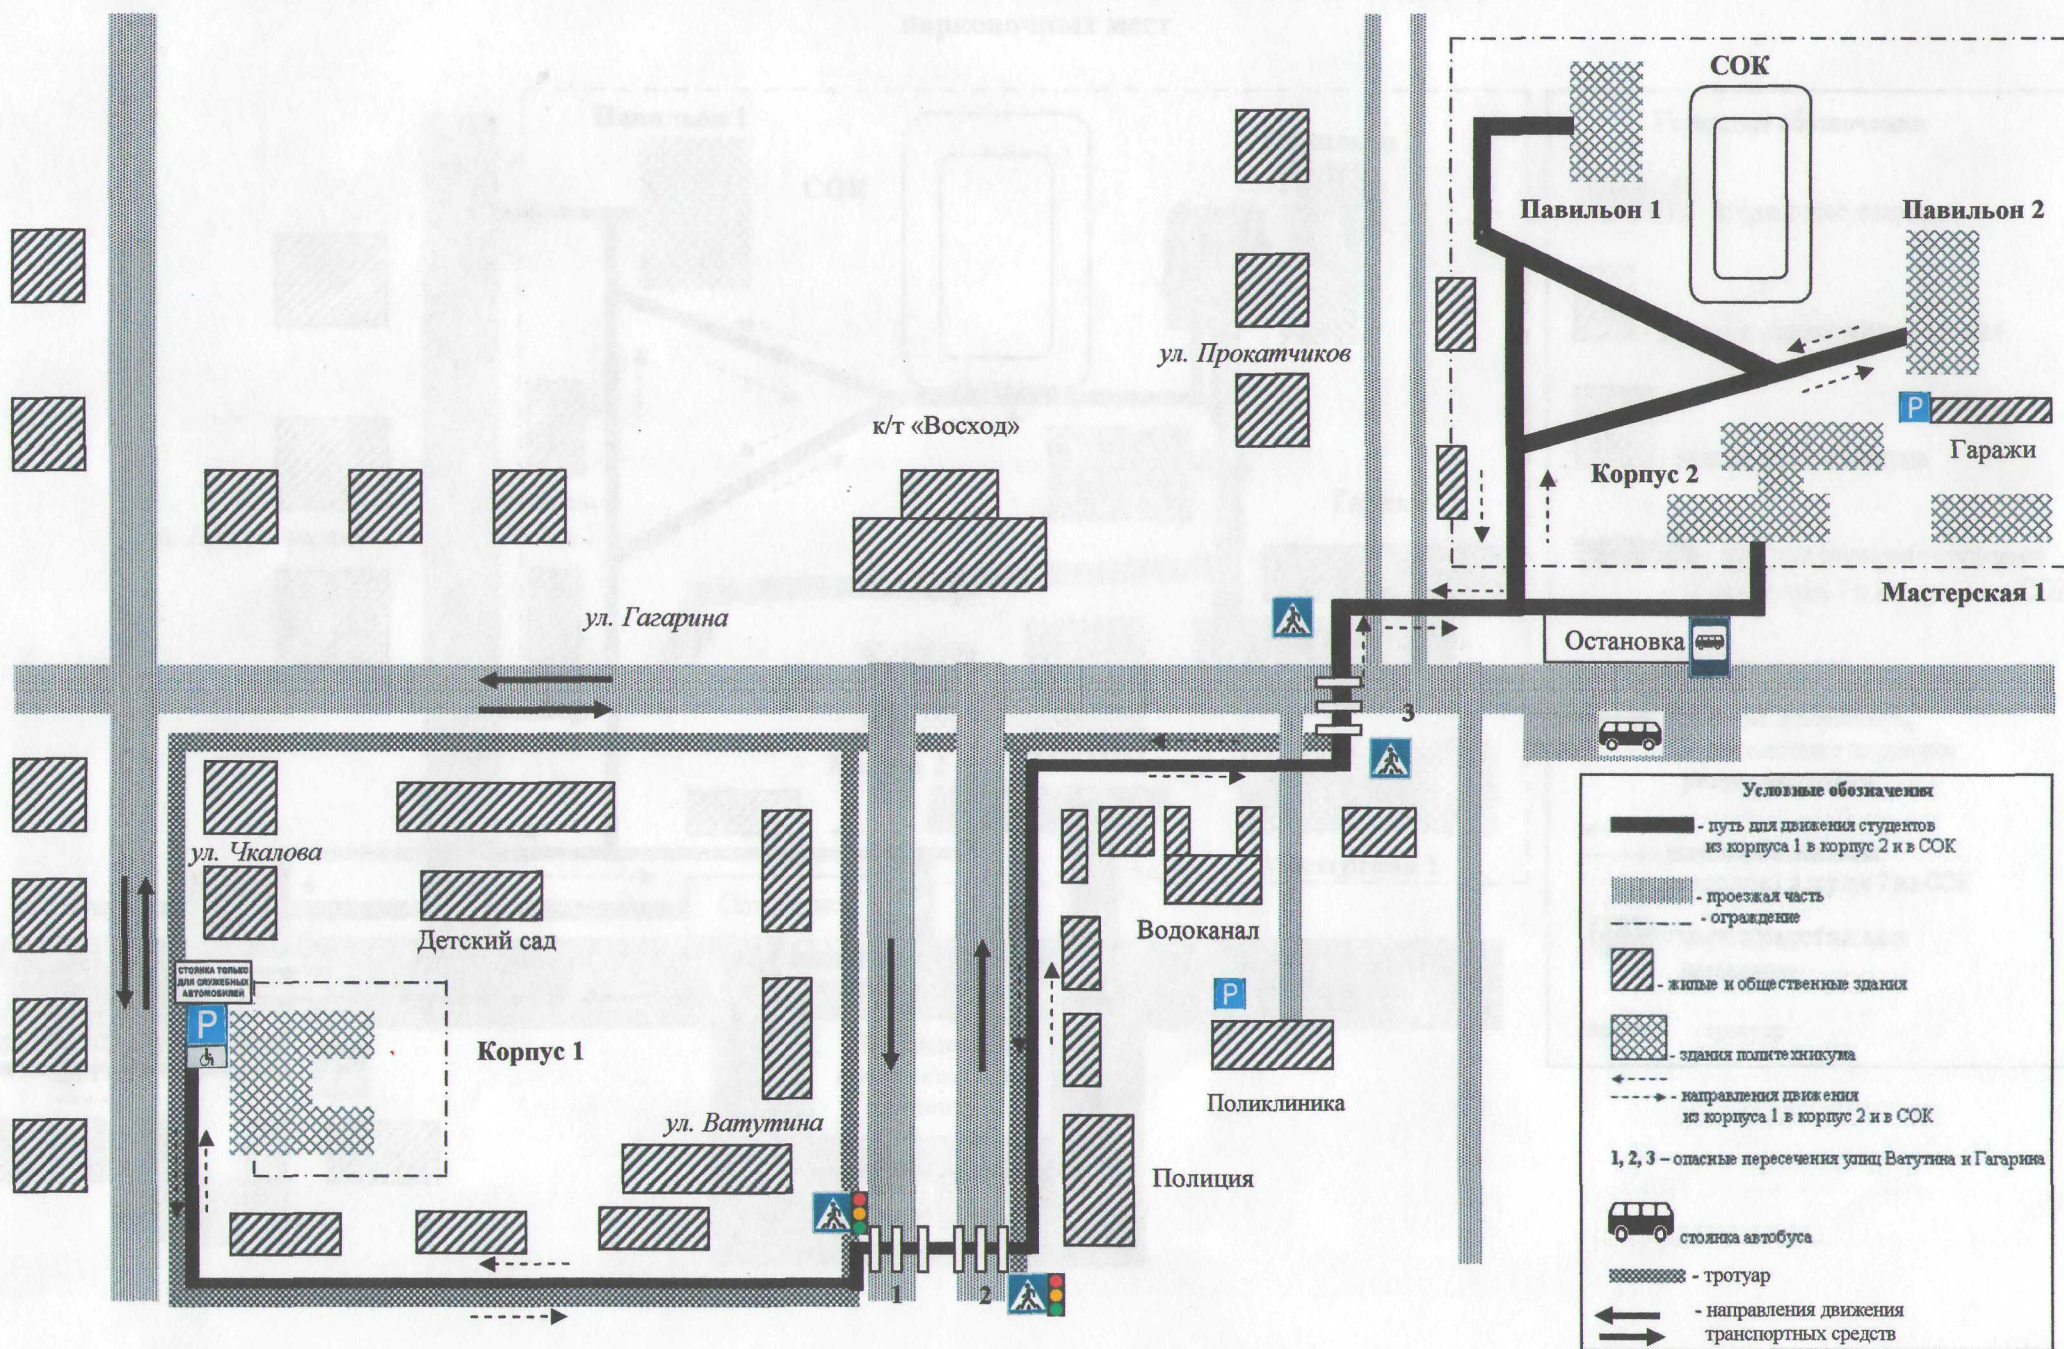 парковочных мест
СОК
Павильон 1
Павильон 2
ул. Прокатчиков
к/т «Восход»
P
Гаражи
Корпус 2
Мастерская 1
ул. Гагарина
Остановка
3
ул. Чкалова
Детский сад
Водоканал
СТОЯНКА ТОЛЬКО
ДЛЯ СЛУЖЕБНЫХ
АВТОМОБИЛЕЙ
P
P
Корпус 1
Поликлиника
ул. Ватутина
Полиция
1
2
Условные обозначения
- путь для движения студентов
из корпуса 1 в корпус 2 и в СОК
- проезжая часть
- ограждение
- жилые и общественные здания
- здания политехникума
направления движения
из корпуса 1 в корпус 2 и в СОК
1, 2, 3 – опасные пересечения улиц Ватутина и Гагарина
стоянка автобуса
- тротуар
- направления движения
транспортных средств